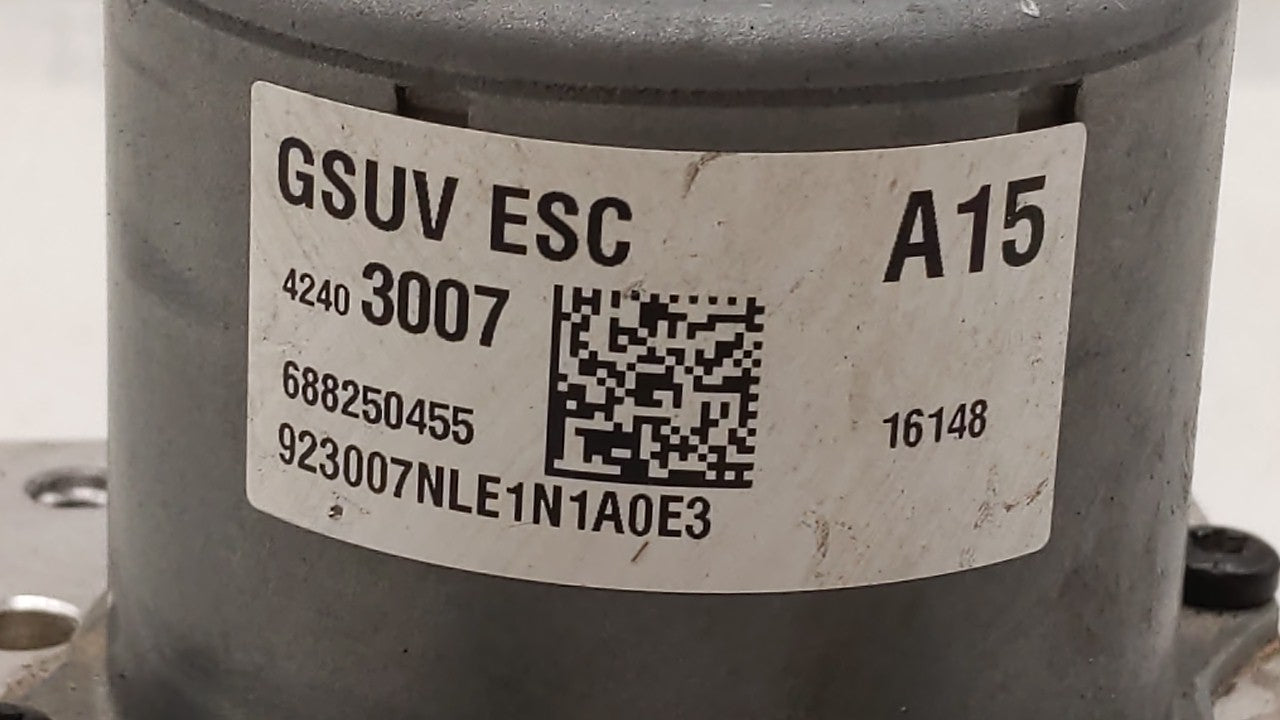 GSUV ESC
A15
4240 3007
688250455
16148
923007NLE1N1A0E3